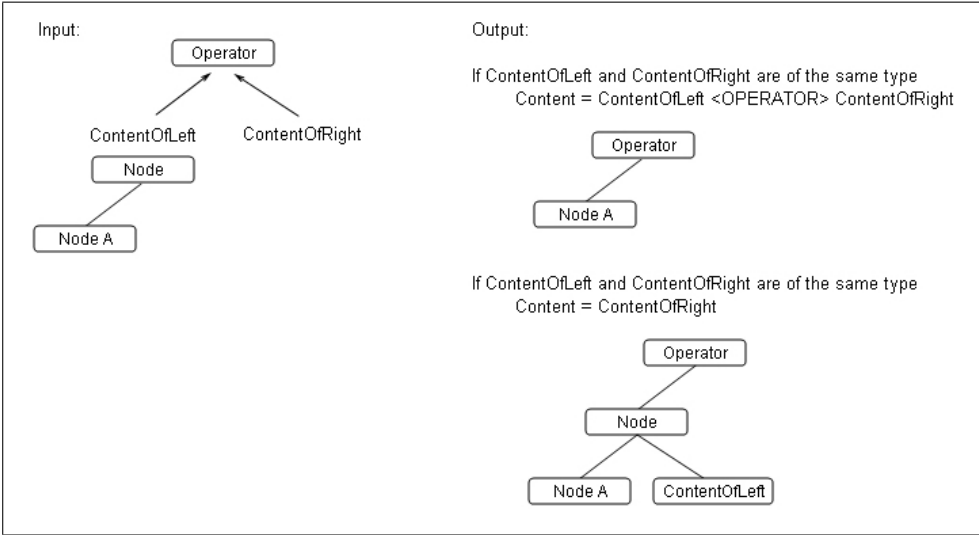 Input:
Operator
ContentOfLeft
ContentOfRight
Node
Node A
Output:
If ContentOfLeft and ContentOfRight are of the same type
Content = ContentOfLeft <OPERATOR> ContentOfRight
Operator
Node A
If ContentOfLeft and ContentOfRight are of the same type
Content = ContentOfRight
Operator
Node
Node A
ContentOfLeft